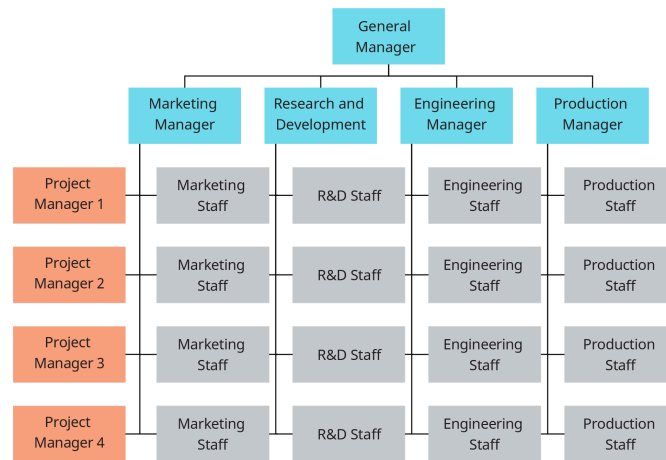 General
Manager
Marketing
Manager
Research and
Development
Engineering
Manager
Production
Manager
Project
Manager 1
Marketing
Staff
R&D Staff
Engineering
Staff
Production
Staff
Project
Manager 2
Marketing
Staff
R&D Staff
Engineering
Staff
Production
Staff
Project
Manager 3
Marketing
Staff
R&D Staff
Engineering
Staff
Production
Staff
Project
Manager 4
Marketing
Staff
R&D Staff
Engineering
Staff
Production
Staff